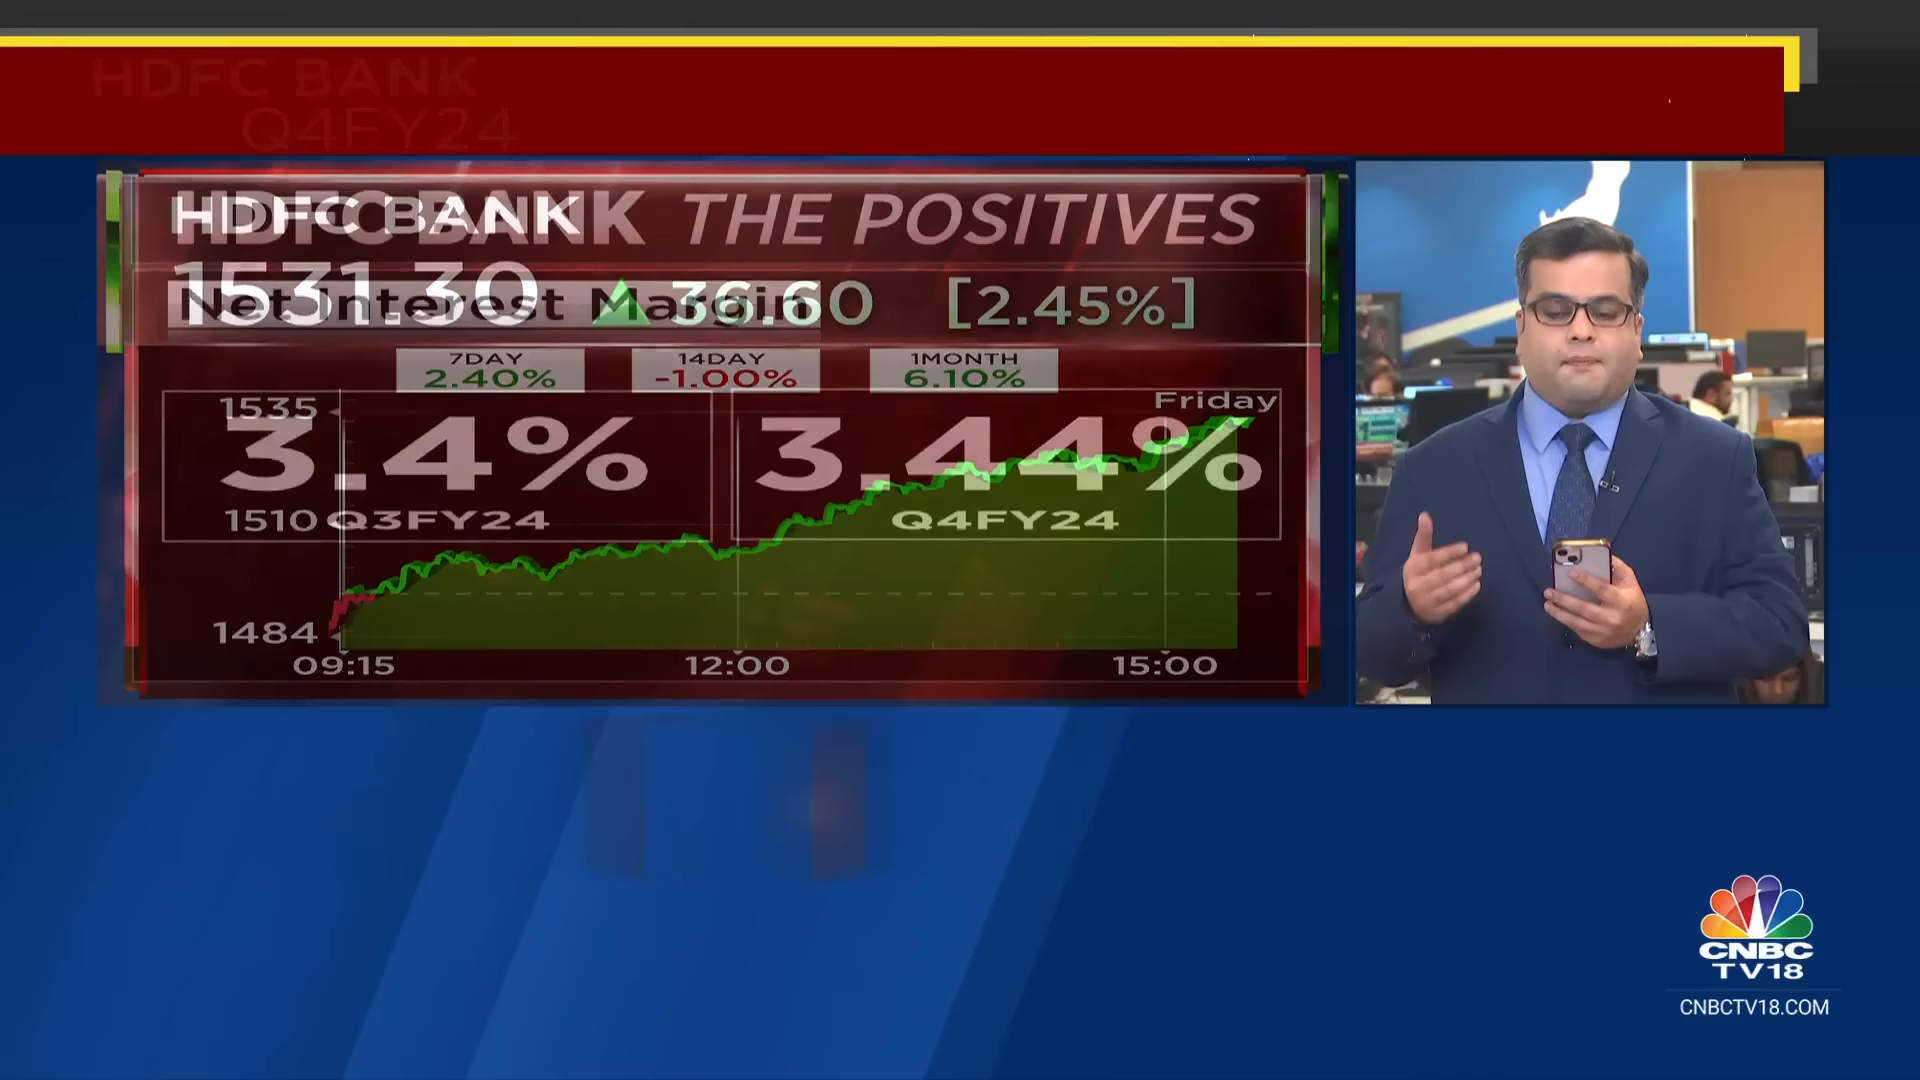 HDFC BANK
Q4FY24
HDFC BANK THE POSITIVES
HDFC BANK
Net Interest Margin
1531.30 36.60 [2.45%]
7DAY 14DAY 1MONTH
2.40% -1.00% 6.10%
Friday
1535
3.4% 3.44%
1510
Q3FY24 Q4FY24
1484
09:15 12:00 15:00
CNBC
TV18
CNBCTV18.COM